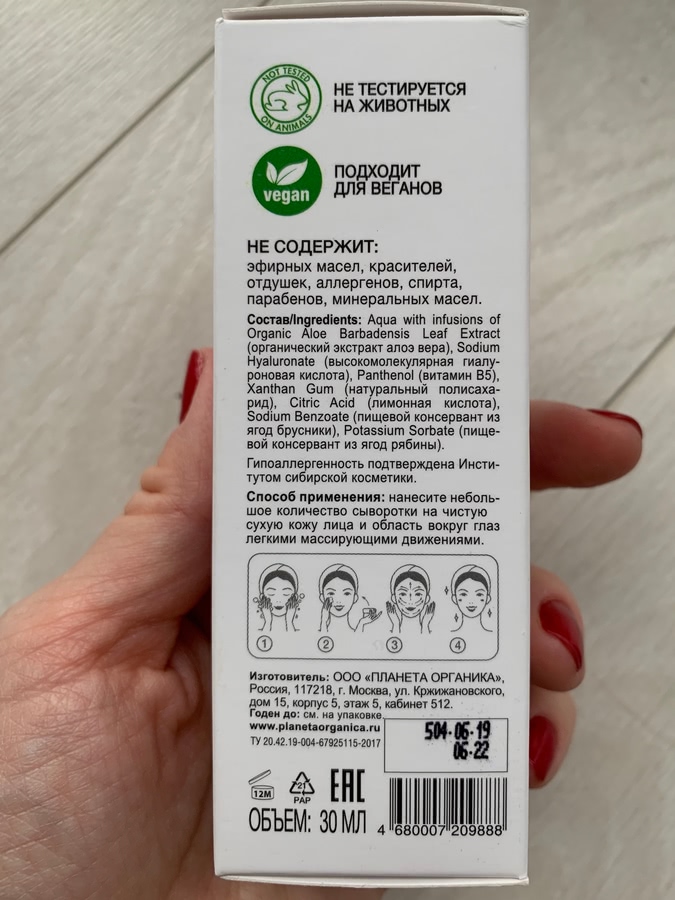 NOT TESTED
ON ANIMALS
НЕ ТЕСТИРУЕТСЯ
НА ЖИВОТНЫХ
vegan
ПОДХОДИТ
ДЛЯ ВЕГАНОВ
НЕ СОДЕРЖИТ:
эфирных масел, красителей,
отдушек, аллергенов, спирта,
парабенов, минеральных масел.
Состав/Ingredients: Aqua with infusions of
Organic Aloe Barbadensis Leaf Extract
(органический экстракт алоэ вера), Sodium
Hyaluronate (высокомолекулярная гиалу-
роновая кислота), Panthenol (витамин B5),
Xanthan Gum (натуральный полисаха-
рид), Citric Acid (лимонная кислота),
Sodium Benzoate (пищевой консервант из
ягод брусники), Potassium Sorbate (пище-
вой консервант из ягод рябины).
Гипоаллергенность подтверждена Инсти-
тутом сибирской косметики.
Способ применения: нанесите неболь-
шое количество сыворотки на чистую
сухую кожу лица и область вокруг глаз
легкими массирующими движениями.
1 2 3 4
Изготовитель: ООО «ПЛАНЕТА ОРГАНИКА»,
Россия, 117218, г. Москва, ул. Кржижановского,
дом 15, корпус 5, этаж 5, кабинет 512.
Годен до: см. на упаковке.
www.planetaorganica.ru
ТУ 20.42.19-004-67925115-2017
504·06·19
06·22
12M
21
PAP
EAC
ОБЪЕМ: 30 МЛ
4 680007 209888